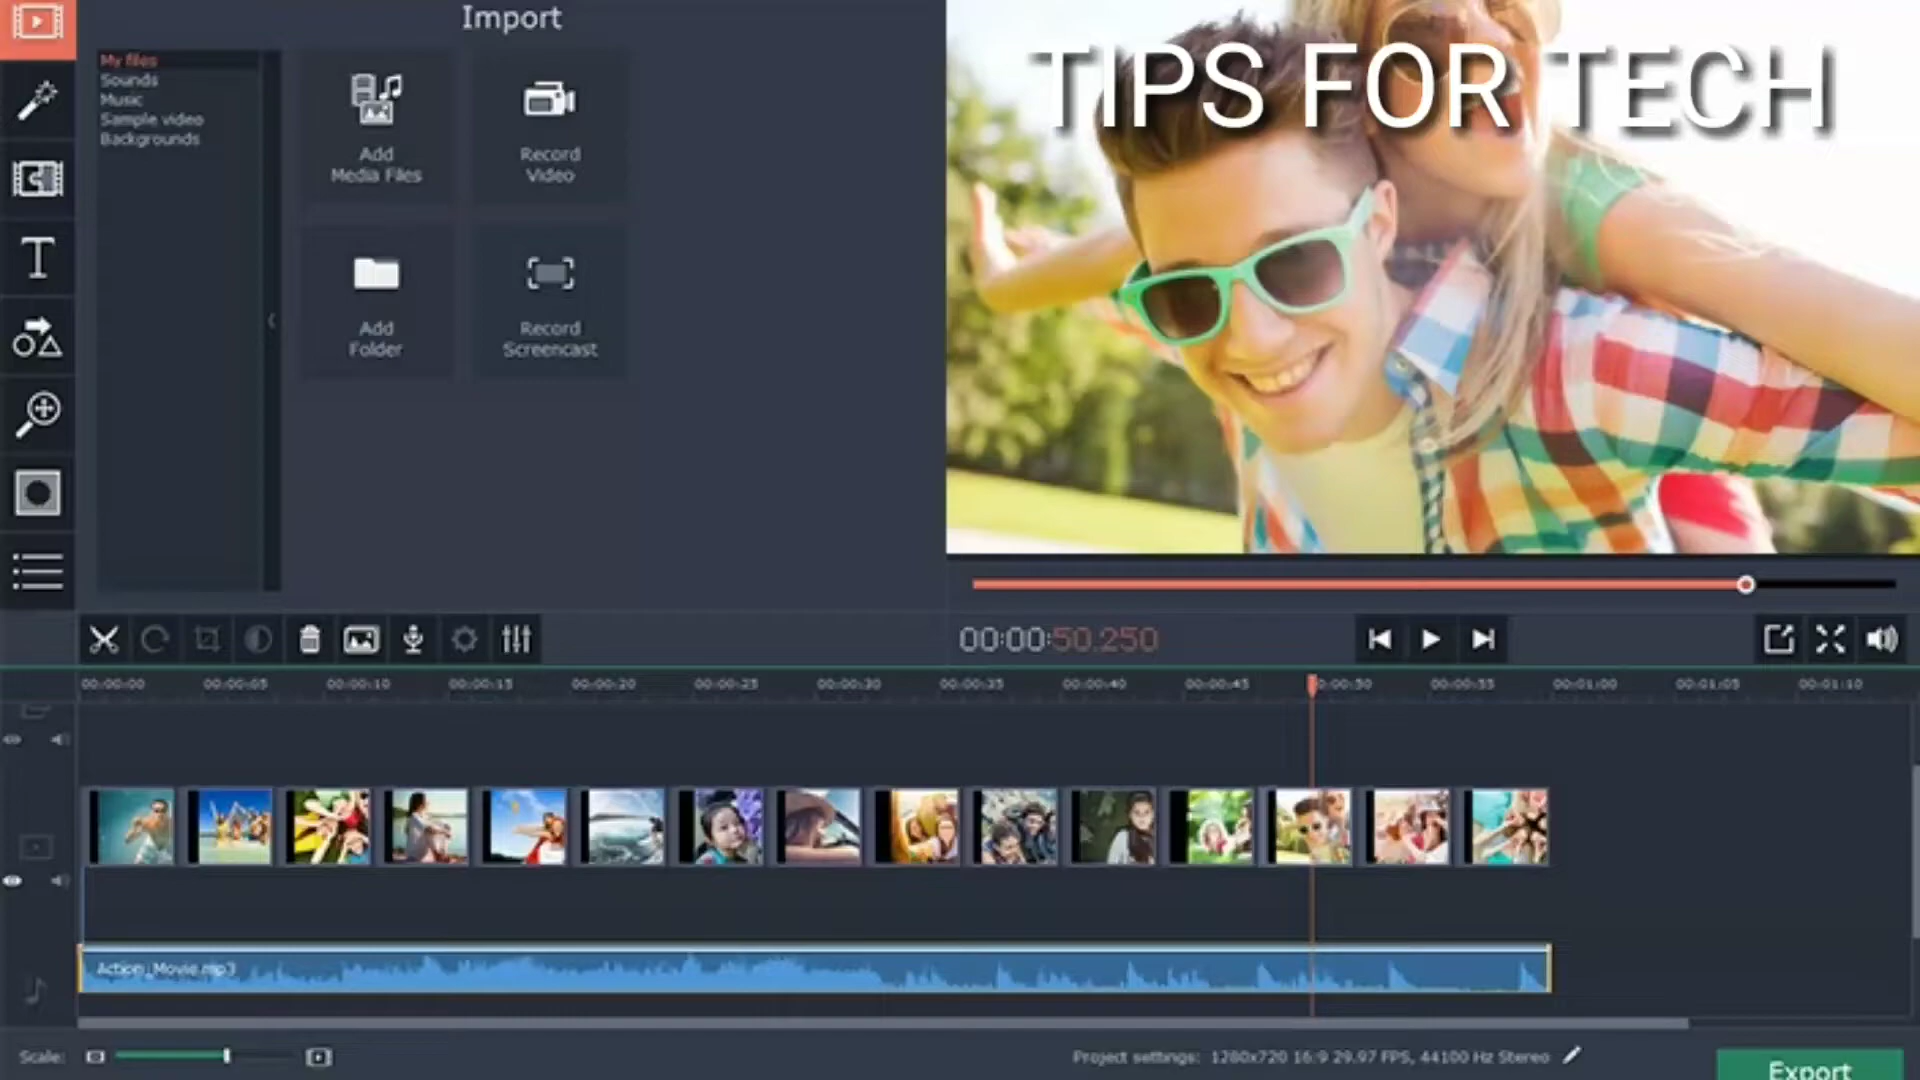 Import
TIPS FOR TECH
My files
Sounds
Music
Sample video
Backgrounds
Add
Media Files
Record
Video
Add
Folder
Record
Screencast
00:00:50.250
00:00:00 00:00:05 00:00:10 00:00:15 00:00:20 00:00:25 00:00:30 00:00:35 00:00:40 00:00:45 0:00:50 00:00:55 00:01:00 00:01:05 00:01:10
Action_Movie.mp3
Scale:
Project settings: 1280x720 16:9 29.97 FPS, 44100 Hz Stereo
Export